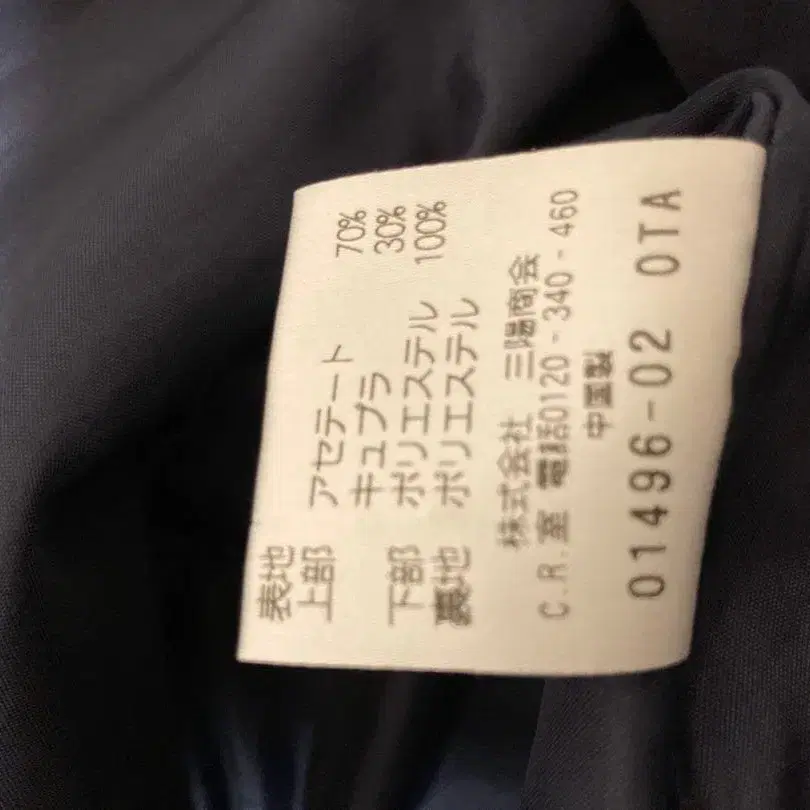 表地
上部 アセテート 70%
キュプラ 30%
下部 ポリエステル 100%
裏地 ポリエステル
株式会社 三陽商会
C.R.室 電話0120-340-460
中国製
01496-02 OTA